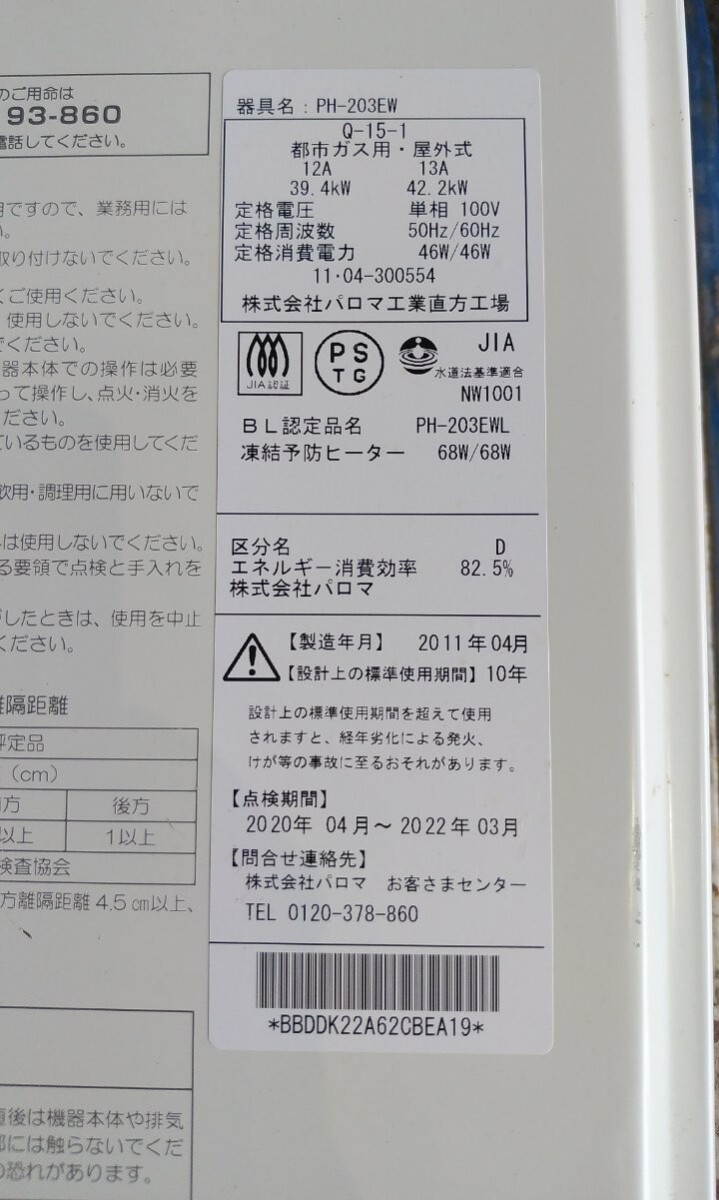 のご用命は
93-860
電話してください。
用ですので、業務用には
い。
取り付けないでください。
くご使用ください。
使用しないでください。
でください。
器本体での操作は必要
って操作し、点火・消火を
ださい。
ているものを使用してくだ
飲用・調理用に用いないで
は使用しないでください。
る要領で点検と手入れを
がしたときは、使用を中止
ください。
離隔距離
評定品
(cm)
方
後方
以上
1以上
検査協会
方離隔距離 4.5 cm以上、
直後は機器本体や排気
部には触らないでくだ
の恐れがあります。
器具名：PH-203EW
Q-15-1
都市ガス用・屋外式
12A 13A
39.4kW 42.2kW
定格電圧 単相 100V
定格周波数 50Hz/60Hz
定格消費電力 46W/46W
11・04-300554
株式会社パロマ工業直方工場
JIA認証
PS
TG
JIA
水道法基準適合
NW1001
BL認定品名 PH-203EWL
凍結予防ヒーター 68W/68W
区分名 D
エネルギー消費効率 82.5%
株式会社パロマ
【製造年月】 2011年04月
【設計上の標準使用期間】10年
設計上の標準使用期間を超えて使用
されますと、経年劣化による発火、
けが等の事故に至るおそれがあります。
【点検期間】
2020年 04月～2022年03月
【問合せ連絡先】
株式会社パロマ お客さまセンター
TEL 0120-378-860
*BBDDK22A62CBEA19*